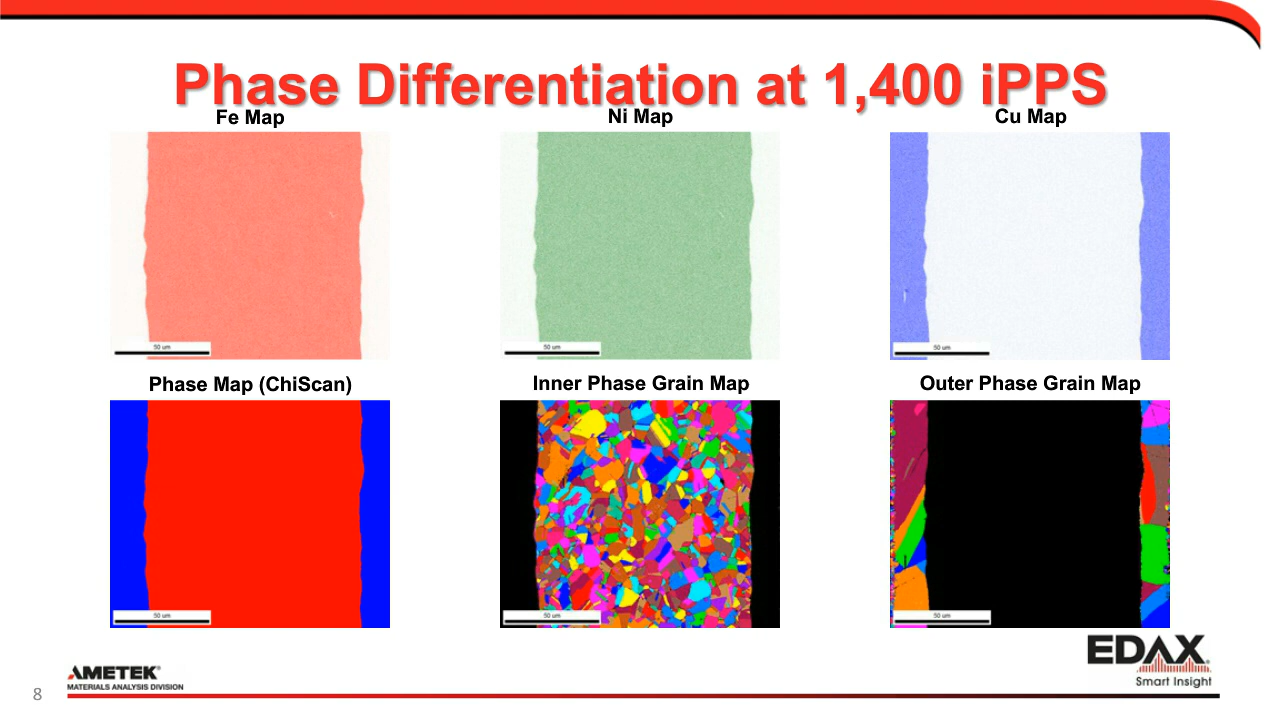 Phase Differentiation at 1,400 iPPS
Fe Map
Ni Map
Cu Map
50 um
50 um
50 um
Phase Map (ChiScan)
Inner Phase Grain Map
Outer Phase Grain Map
50 um
50 um
50 um
EDAX
Smart Insight
AMETEK®
MATERIALS ANALYSIS DIVISION
8